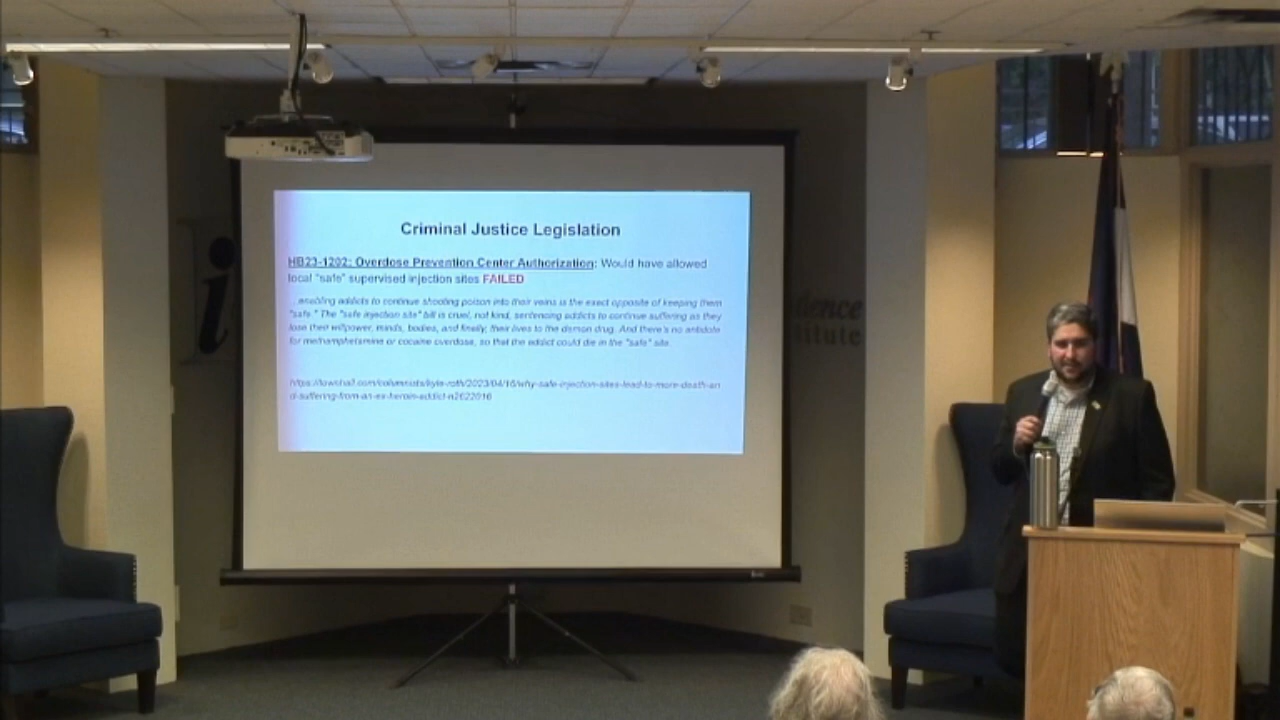 Criminal Justice Legislation
HB23-1202: Overdose Prevention Center Authorization: Would have allowed
local "safe" supervised injection sites FAILED
...enabling addicts to continue shooting poison into their veins is the exact opposite of keeping them
"safe." The "safe injection site" bill is cruel, not kind, sentencing addicts to continue suffering as they
lose their willpower, minds, bodies, and finally, their lives to the demon drug. And there's no antidote
for methamphetamine or cocaine overdose, so that the addict could die in the "safe" site.
https://townhall.com/columnists/kyle-roth/2023/04/16/why-safe-injection-sites-lead-to-more-death-an
d-suffering-from-an-ex-heroin-addict-n2622016
i
dence
titute